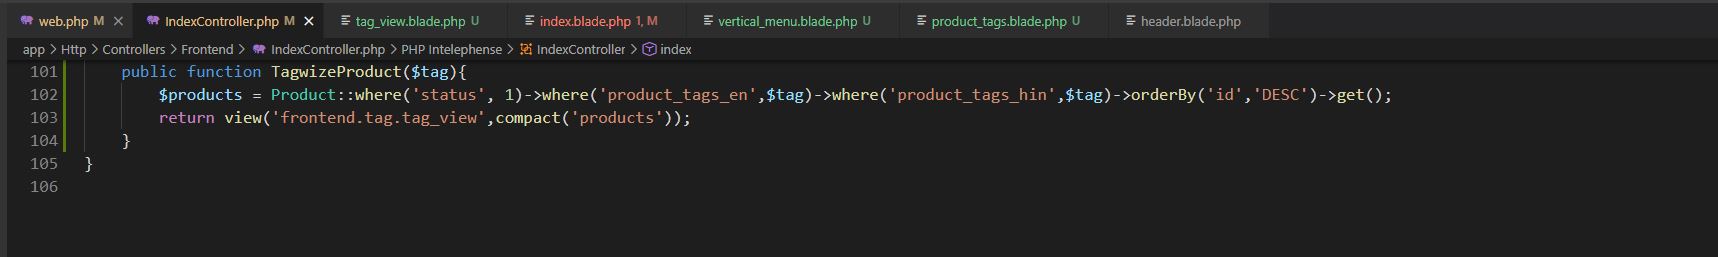 web.php M IndexController.php M tag_view.blade.php U index.blade.php 1, M vertical_menu.blade.php U product_tags.blade.php U header.blade.php
app > Http > Controllers > Frontend > IndexController.php > PHP Intelephense > IndexController > index
101 public function TagwizeProduct($tag){
102 $products = Product::where('status', 1)->where('product_tags_en',$tag)->where('product_tags_hin',$tag)->orderBy('id','DESC')->get();
103 return view('frontend.tag.tag_view',compact('products'));
104 }
105 }
106